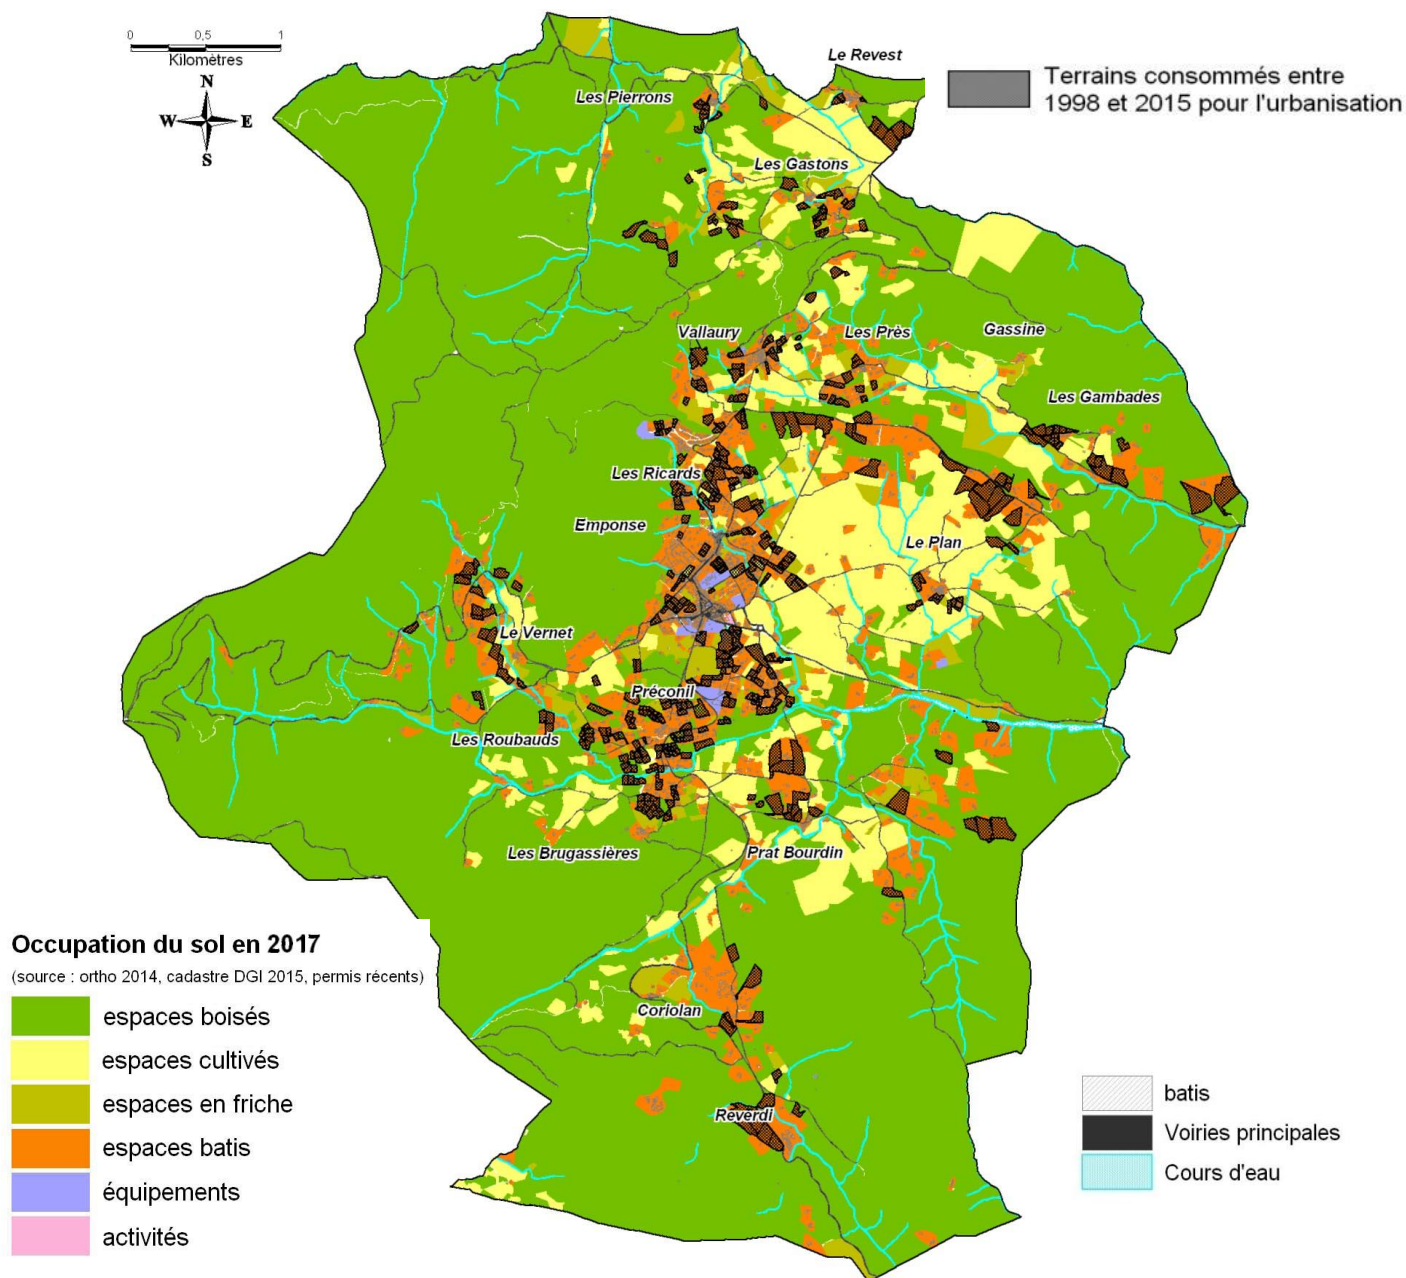 0 0,5 1
Kilomètres
N
W E
S
Le Revest
Terrains consommés entre
1998 et 2015 pour l'urbanisation
Les Pierrons
Les Gastons
Vallaury
Les Près
Gassine
Les Gambades
Les Ricards
Emponse
Le Plan
Le Vernet
Préconil
Les Roubauds
Les Brugassières
Prat Bourdin
Occupation du sol en 2017
(source : ortho 2014, cadastre DGI 2015, permis récents)
espaces boisés
espaces cultivés
espaces en friche
espaces batis
équipements
activités
Coriolan
Reverdi
batis
Voiries principales
Cours d'eau